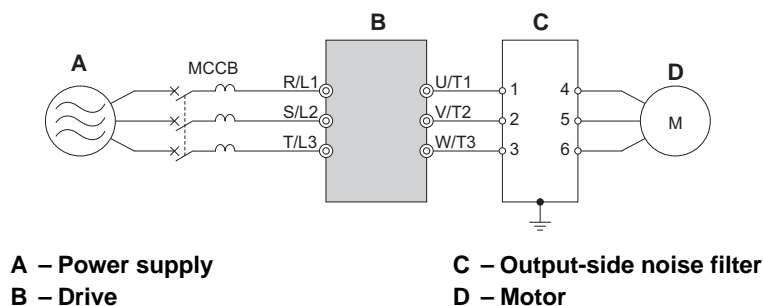 B
C
A
MCCB
D
R/L1
U/T1
1
4
S/L2
V/T2
2
5
M
T/L3
W/T3
3
6
A – Power supply
C – Output-side noise filter
B – Drive
D – Motor